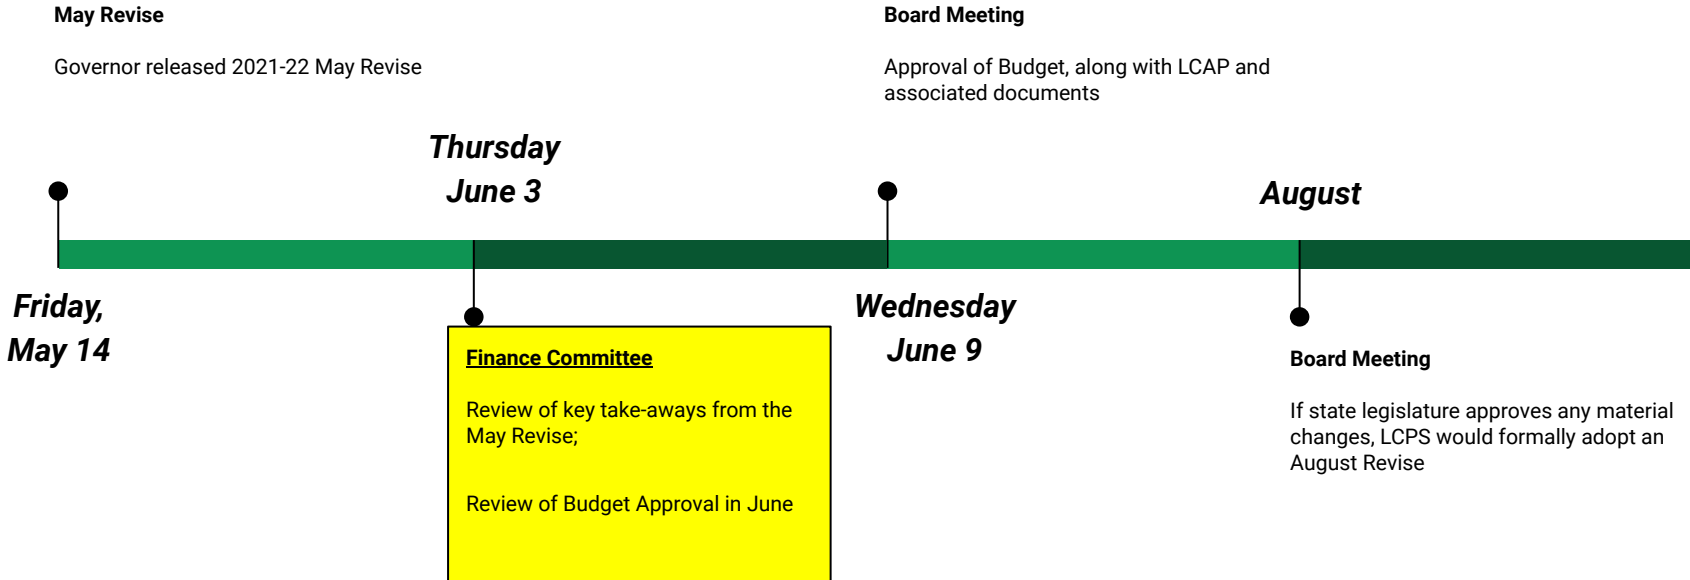 May Revise
Governor released 2021-22 May Revise
Board Meeting
Approval of Budget, along with LCAP and
associated documents
Thursday
June 3
August
Friday,
May 14
Wednesday
June 9
Finance Committee
Review of key take-aways from the
May Revise;
Review of Budget Approval in June
Board Meeting
If state legislature approves any material
changes, LCPS would formally adopt an
August Revise